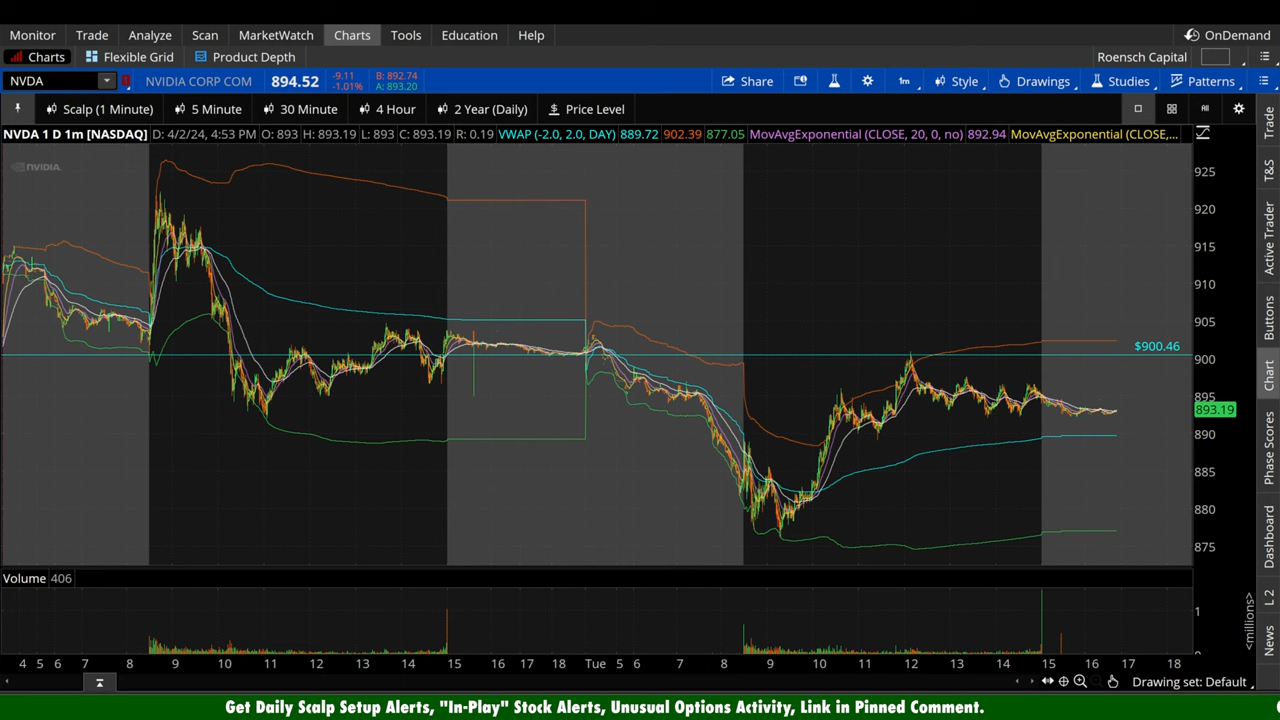 Monitor Trade Analyze Scan MarketWatch Charts Tools Education Help OnDemand
Charts Flexible Grid Product Depth Roensch Capital
NVDA NVIDIA CORP COM 894.52 -9.11 -1.01% B: 892.74 A: 893.20 Share 1m Style Drawings Studies Patterns
Scalp (1 Minute) 5 Minute 30 Minute 4 Hour 2 Year (Daily) $ Price Level All
NVDA 1 D 1m [NASDAQ] D: 4/2/24, 4:53 PM O: 893 H: 893.19 L: 893 C: 893.19 R: 0.19 VWAP (-2.0, 2.0, DAY) 889.72 902.39 877.05 MovAvgExponential (CLOSE, 20, 0, no) 892.94 MovAvgExponential (CLOSE,...
NVIDIA
925
920
915
910
905
$900.46
900
895
893.19
890
885
880
875
Volume 406
1
<millions>
4 5 6 7 8 9 10 11 12 13 14 15 16 17 18 Tue 5 6 7 8 9 10 11 12 13 14 15 16 17 18
Drawing set: Default
Trade
T&S
Active Trader
Buttons
Chart
Phase Scores
Dashboard
L 2
News
Get Daily Scalp Setup Alerts, "In-Play" Stock Alerts, Unusual Options Activity, Link in Pinned Comment.